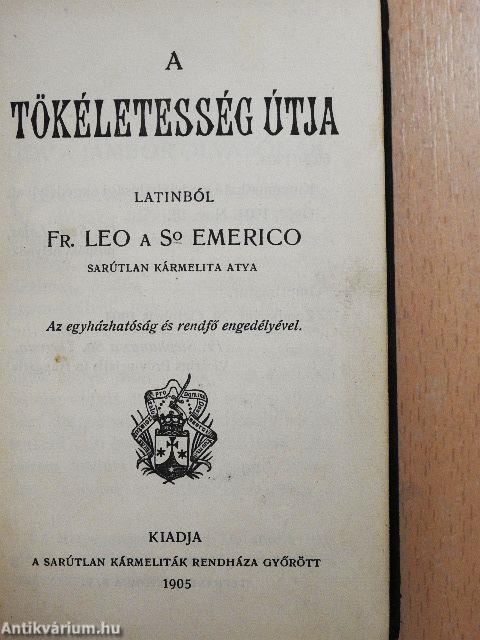 A
TÖKÉLETESSÉG ÚTJA
LATINBÓL
FR. LEO A Sº EMERICO
SARÚTLAN KÁRMELITA ATYA
Az egyházhatóság és rendfő engedélyével.
KIADJA
A SARÚTLAN KÁRMELITÁK RENDHÁZA GYŐRÖTT
1905
Antikvárium.hu